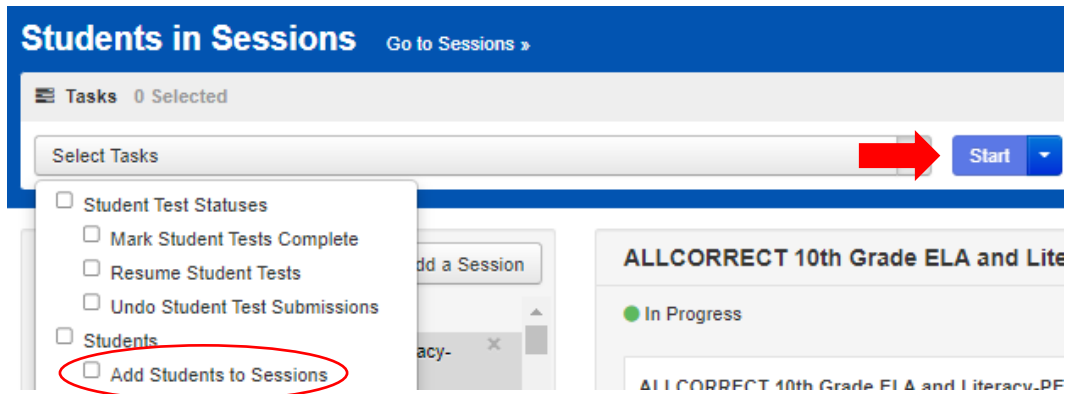 Students in Sessions Go to Sessions »
Tasks 0 Selected
Select Tasks
Start
Student Test Statuses
Mark Student Tests Complete
Resume Student Tests
Undo Student Test Submissions
Students
Add Students to Sessions
dd a Session
acy-
ALLCORRECT 10th Grade ELA and Lite
In Progress
ALLCORRECT 10th Grade ELA and Literacy-PE